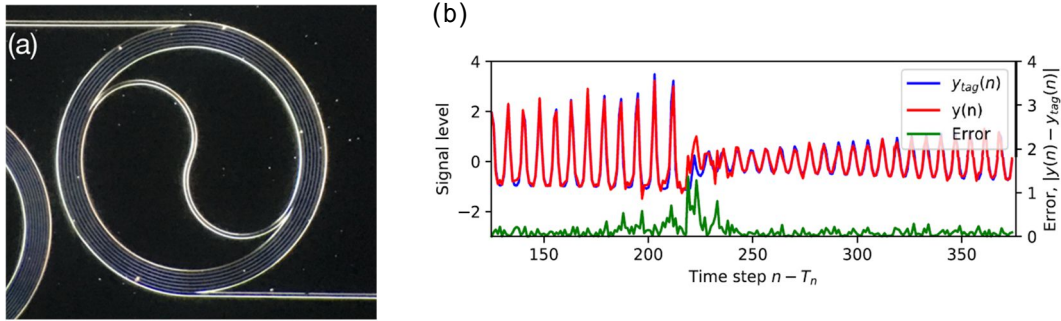 (a)
(b)
4
2
0
−2
Signal level
150
200
250
300
350
Time step n − Tₙ
4
3
2
1
0
Error, |y(n) − y_tag(n)|
y_tag(n)
y(n)
Error